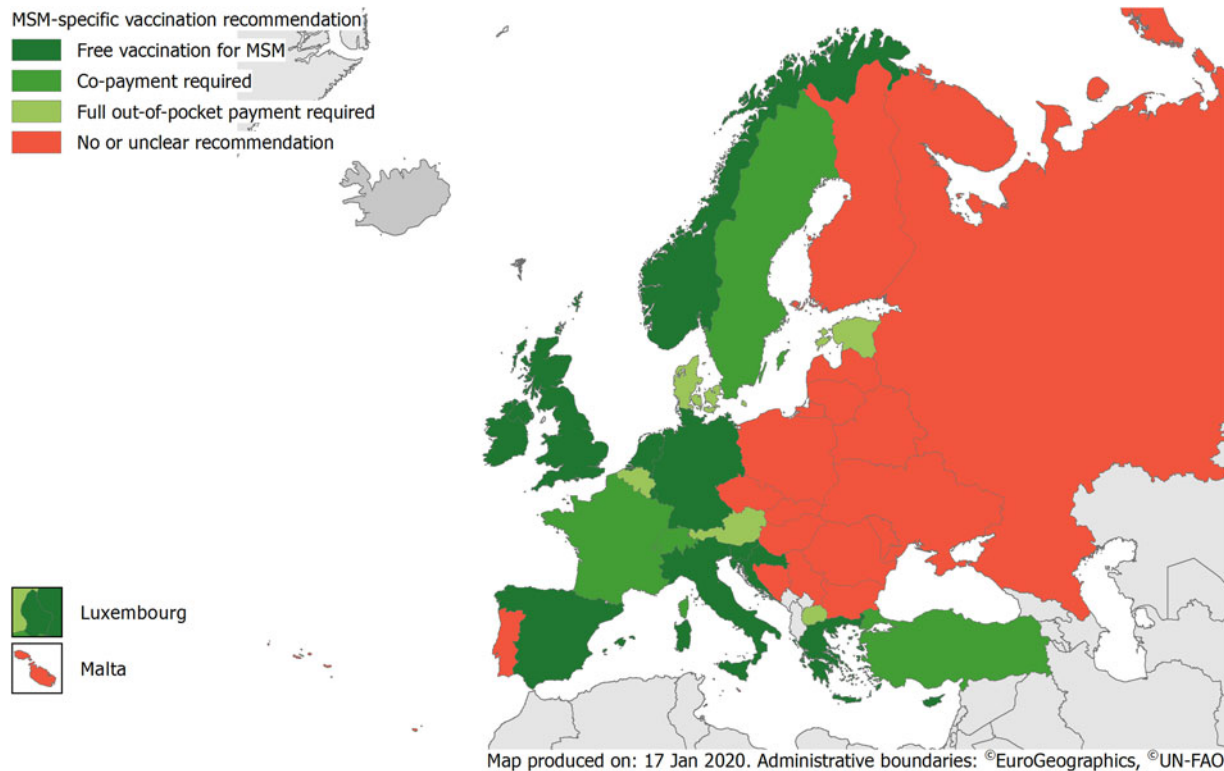 MSM-specific vaccination recommendation
Free vaccination for MSM
Co-payment required
Full out-of-pocket payment required
No or unclear recommendation
Luxembourg
Malta
Map produced on: 17 Jan 2020. Administrative boundaries: ©EuroGeographics, ©UN-FAO